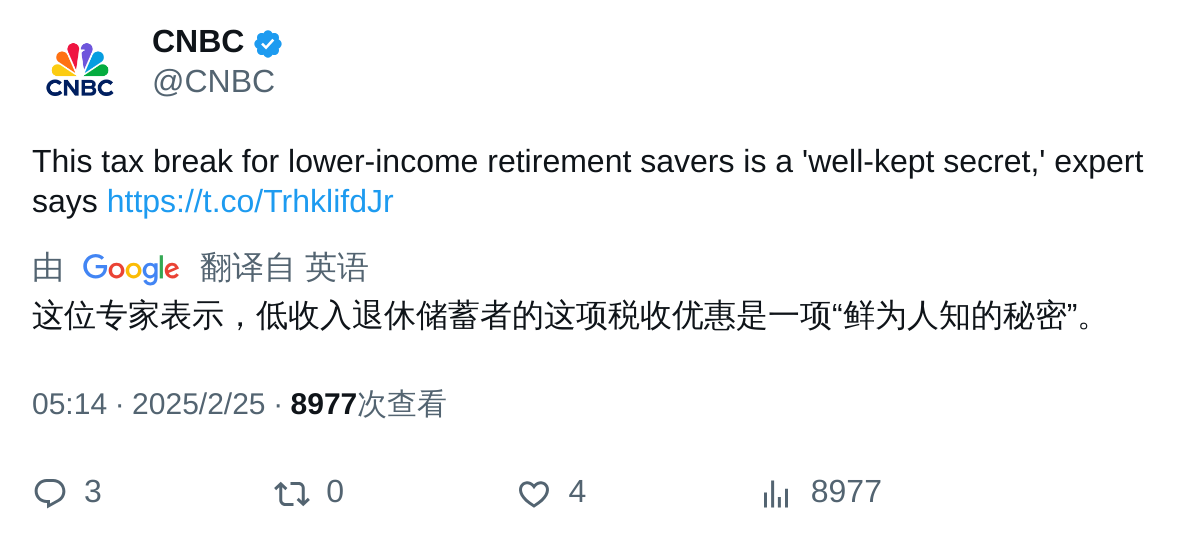 CNBC
@CNBC
CNBC
This tax break for lower-income retirement savers is a 'well-kept secret,' expert
says https://t.co/TrhklifdJr
由 Google 翻译自 英语
这位专家表示，低收入退休储蓄者的这项税收优惠是一项“鲜为人知的秘密”。
05:14 · 2025/2/25 · 8977次查看
3 0 4 8977